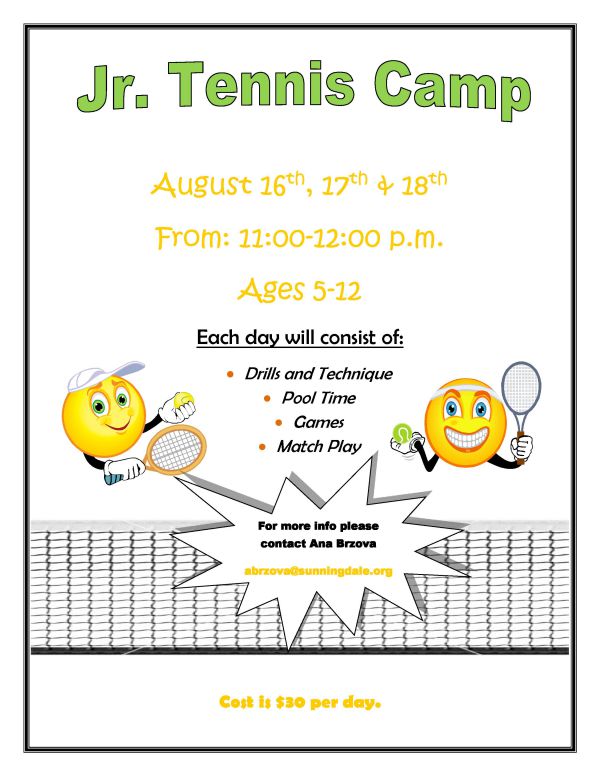 Jr. Tennis Camp
August 16th, 17th & 18th
From: 11:00-12:00 p.m.
Ages 5-12
Each day will consist of:
• Drills and Technique
• Pool Time
• Games
• Match Play
For more info please
contact Ana Brzova
abrzova@sunningdale.org
Cost is $30 per day.